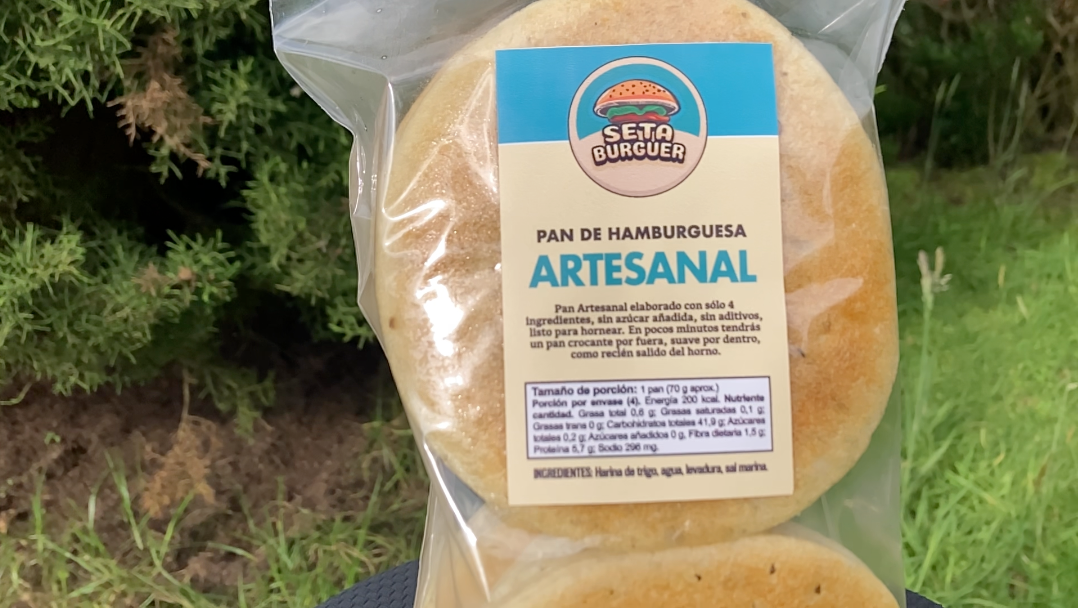 SETA
BURGUER
PAN DE HAMBURGUESA
ARTESANAL
Pan Artesanal elaborado con sólo 4
ingredientes, sin azúcar añadida, sin aditivos,
listo para hornear. En pocos minutos tendrás
un pan crocante por fuera, suave por dentro,
como recién salido del horno.
Tamaño de porción: 1 pan (70 g aprox.)
Porción por envase (4). Energía 200 kcal. Nutriente
cantidad. Grasa total 0,6 g; Grasas saturadas 0,1 g;
Grasas trans 0 g; Carbohidratos totales 41,9 g; Azúcares
totales 0,2 g; Azúcares añadidos 0 g, Fibra dietaria 1,5 g;
Proteína 5,7 g; Sodio 296 mg.
INGREDIENTES: Harina de trigo, agua, levadura, sal marina.